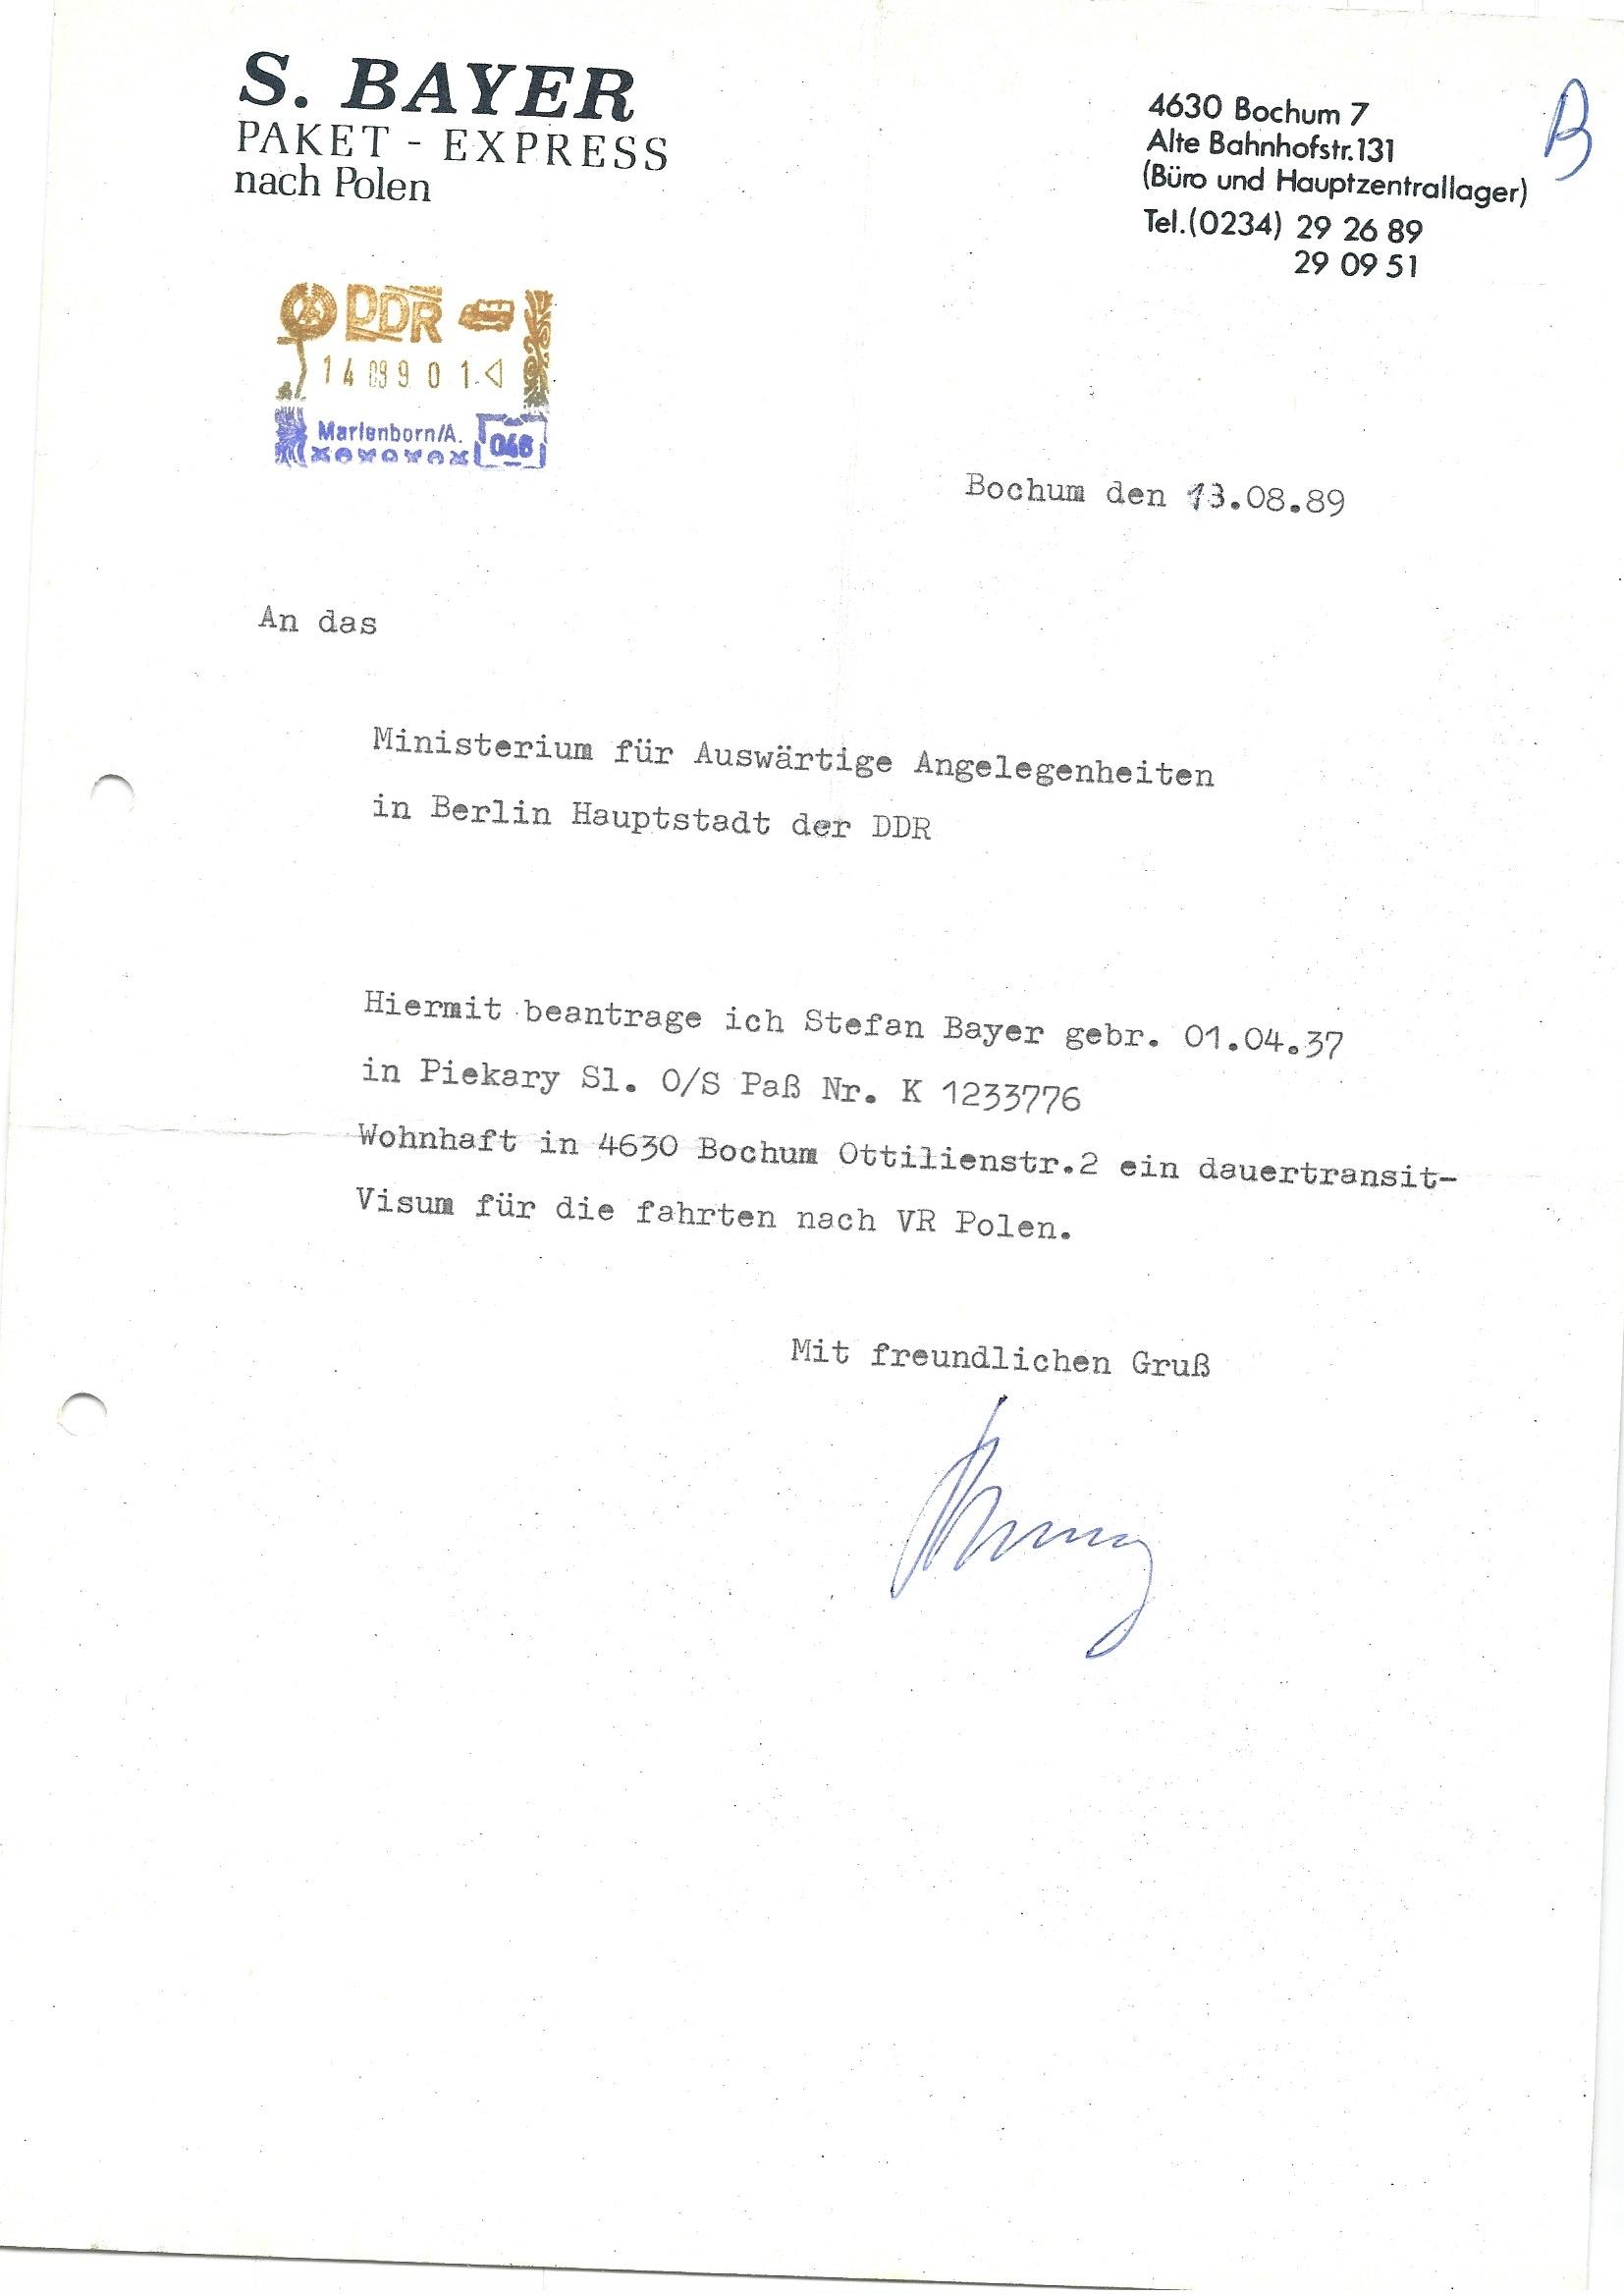 S. BAYER
PAKET - EXPRESS
nach Polen
4630 Bochum 7
Alte Bahnhofstr.131
(Büro und Hauptzentrallager)
Tel.(0234) 29 26 89
29 09 51
B
DDR
14 09 9 0 1
Marienborn/A.
046
Bochum den 13.08.89
An das
Ministerium für Auswärtige Angelegenheiten
in Berlin Hauptstadt der DDR
Hiermit beantrage ich Stefan Bayer gebr. 01.04.37
in Piekary Sl. O/S Paß Nr. K 1233776
Wohnhaft in 4630 Bochum Ottilienstr.2 ein dauertransit-
Visum für die fahrten nach VR Polen.
Mit freundlichen Gruß